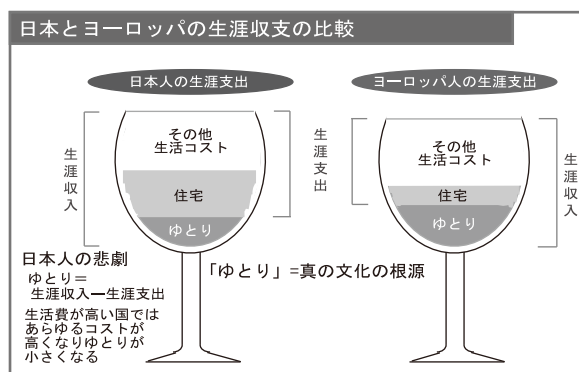 日本とヨーロッパの生涯収支の比較
日本人の生涯支出
ヨーロッパ人の生涯支出
生涯収入
その他
生活コスト
住宅
ゆとり
生涯支出
その他
生活コスト
住宅
ゆとり
生涯収入
日本人の悲劇
ゆとり＝
生涯収入ー生涯支出
生活費が高い国では
あらゆるコストが
高くなりゆとりが
小さくなる
「ゆとり」=真の文化の根源